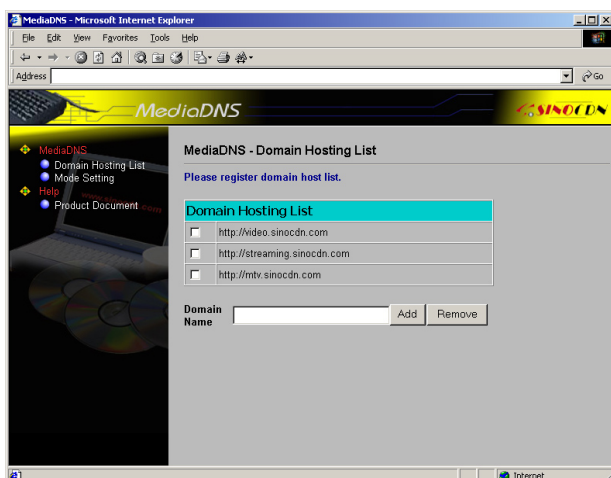 MediaDNS - Microsoft Internet Explorer
File Edit View Favorites Tools Help
Address
Go
MediaDNS
SINOCDN
MediaDNS
Domain Hosting List
Mode Setting
Help
Product Document
MediaDNS - Domain Hosting List
Please register domain host list.
Domain Hosting List
http://video.sinocdn.com
http://streaming.sinocdn.com
http://mtv.sinocdn.com
Domain Name
Add Remove
Internet